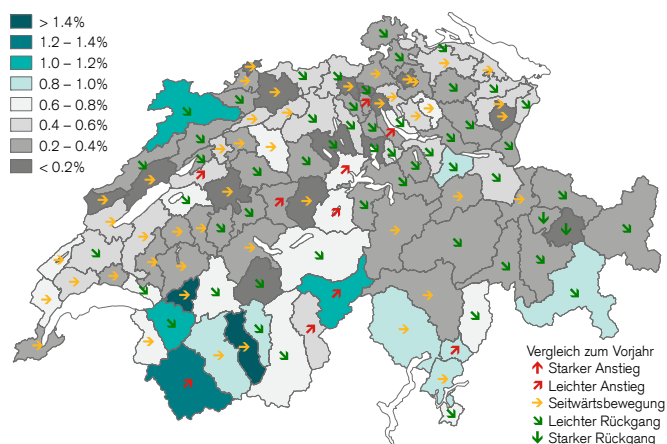 > 1.4%
1.2 – 1.4%
1.0 – 1.2%
0.8 – 1.0%
0.6 – 0.8%
0.4 – 0.6%
0.2 – 0.4%
< 0.2%
Vergleich zum Vorjahr
Starker Anstieg
Leichter Anstieg
Seitwärtsbewegung
Leichter Rückgang
Starker Rückgang